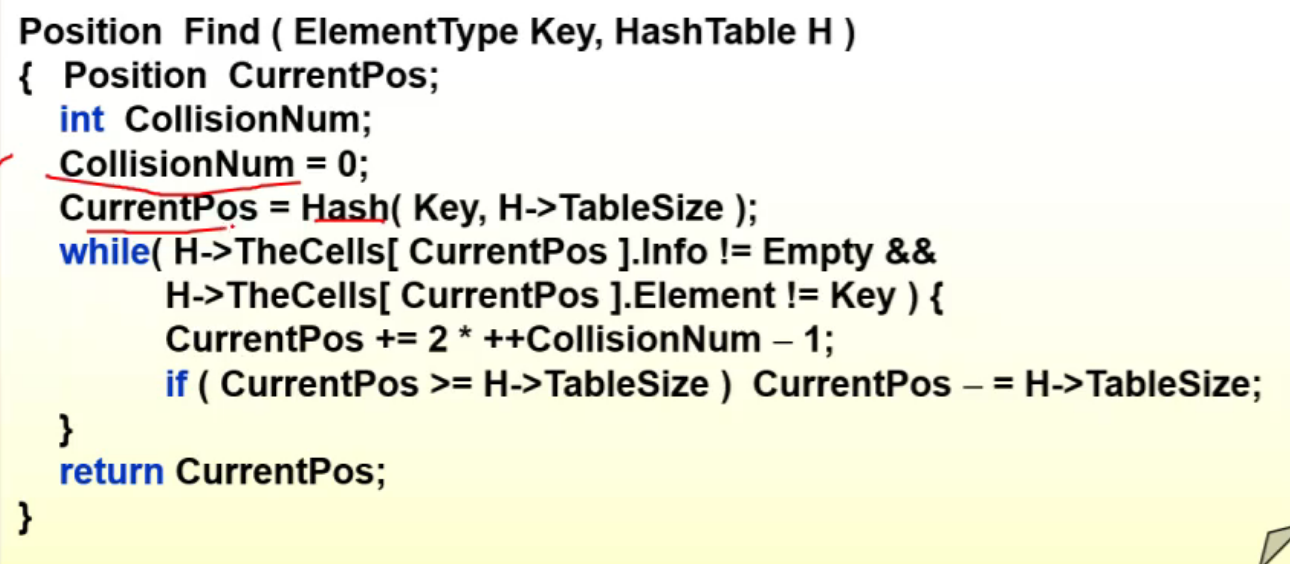 Position Find ( ElementType Key, HashTable H )
{ Position CurrentPos;
int CollisionNum;
CollisionNum = 0;
CurrentPos = Hash( Key, H->TableSize );
while( H->TheCells[ CurrentPos ].Info != Empty &&
H->TheCells[ CurrentPos ].Element != Key ) {
CurrentPos += 2 * ++CollisionNum – 1;
if ( CurrentPos >= H->TableSize ) CurrentPos – = H->TableSize;
}
return CurrentPos;
}